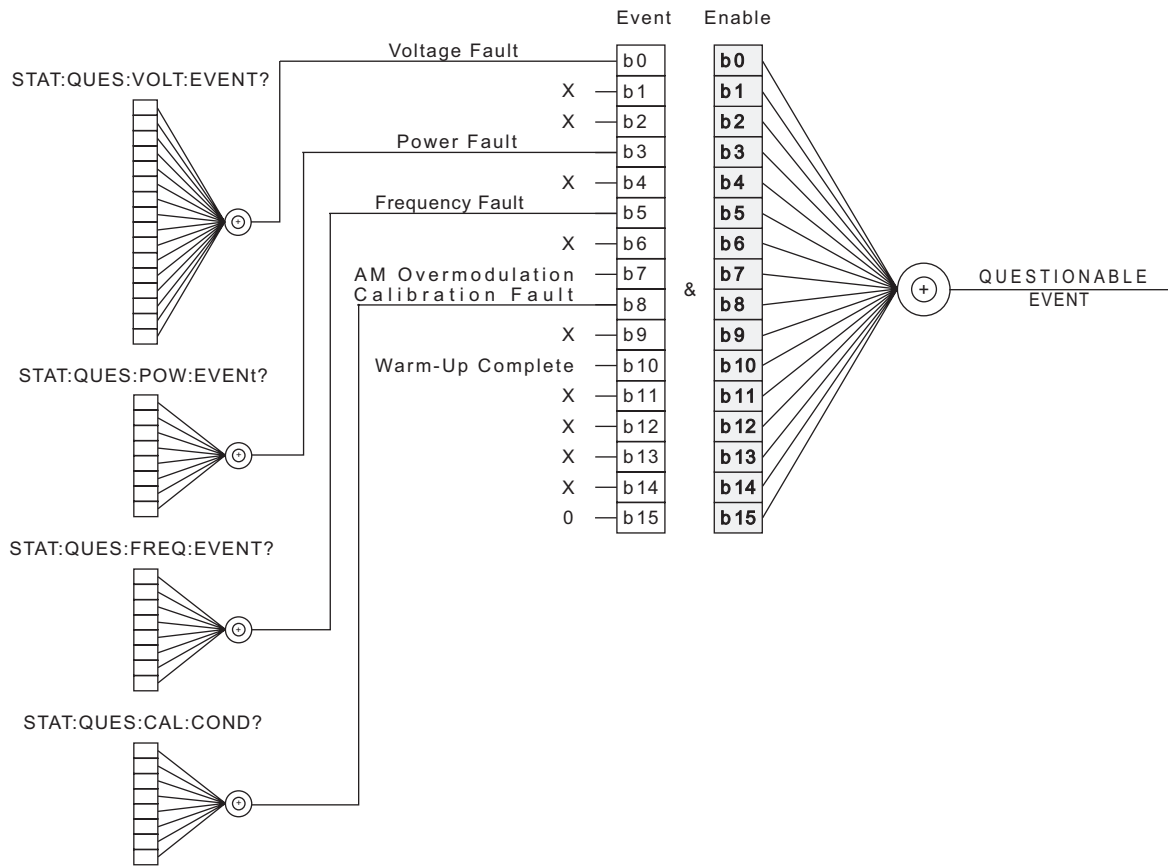 Event Enable
Voltage Fault b0 b0
STAT:QUES:VOLT:EVENT?
X b1 b1
X b2 b2
Power Fault b3 b3
X b4 b4
Frequency Fault b5 b5
X b6 b6
AM Overmodulation b7 b7
Calibration Fault b8 b8
&
+
QUESTIONABLE
EVENT
+
X b9 b9
Warm-Up Complete b10 b10
STAT:QUES:POW:EVENt?
X b11 b11
X b12 b12
X b13 b13
+
X b14 b14
0 b15 b15
STAT:QUES:FREQ:EVENT?
+
STAT:QUES:CAL:COND?
+